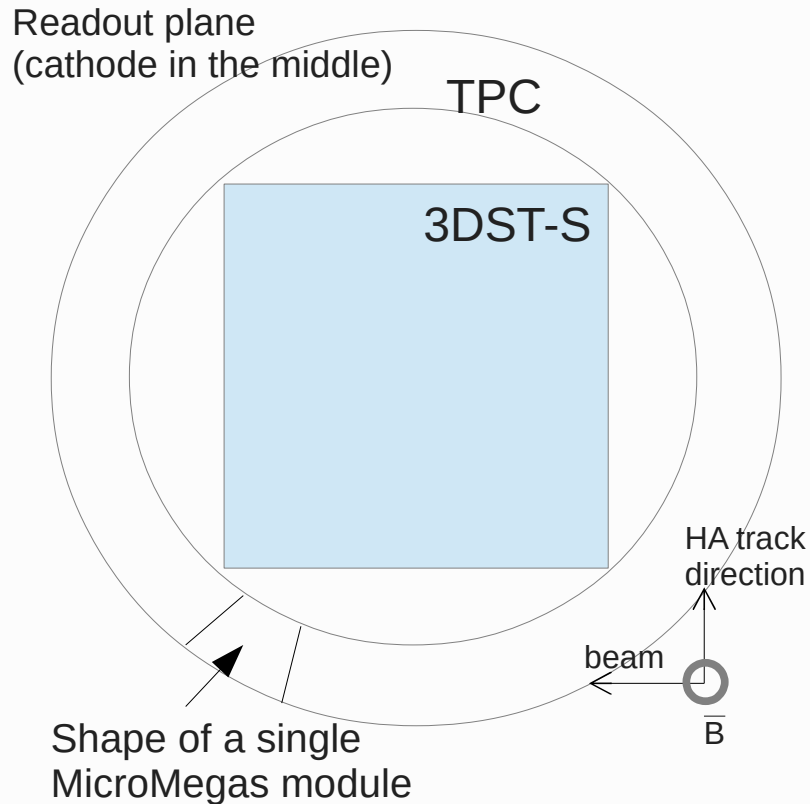 Readout plane
(cathode in the middle)
TPC
3DST-S
HA track
direction
beam
B
Shape of a single
MicroMegas module